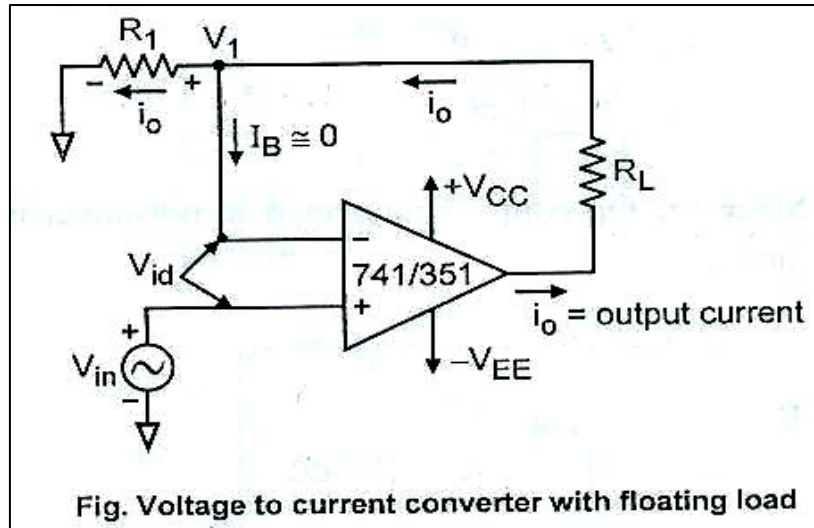 R1
V1
− +
io
io
IB ≅ 0
RL
+VCC
−
Vid
741/351
+
io = output current
+
Vin
−
−VEE
Fig. Voltage to current converter with floating load